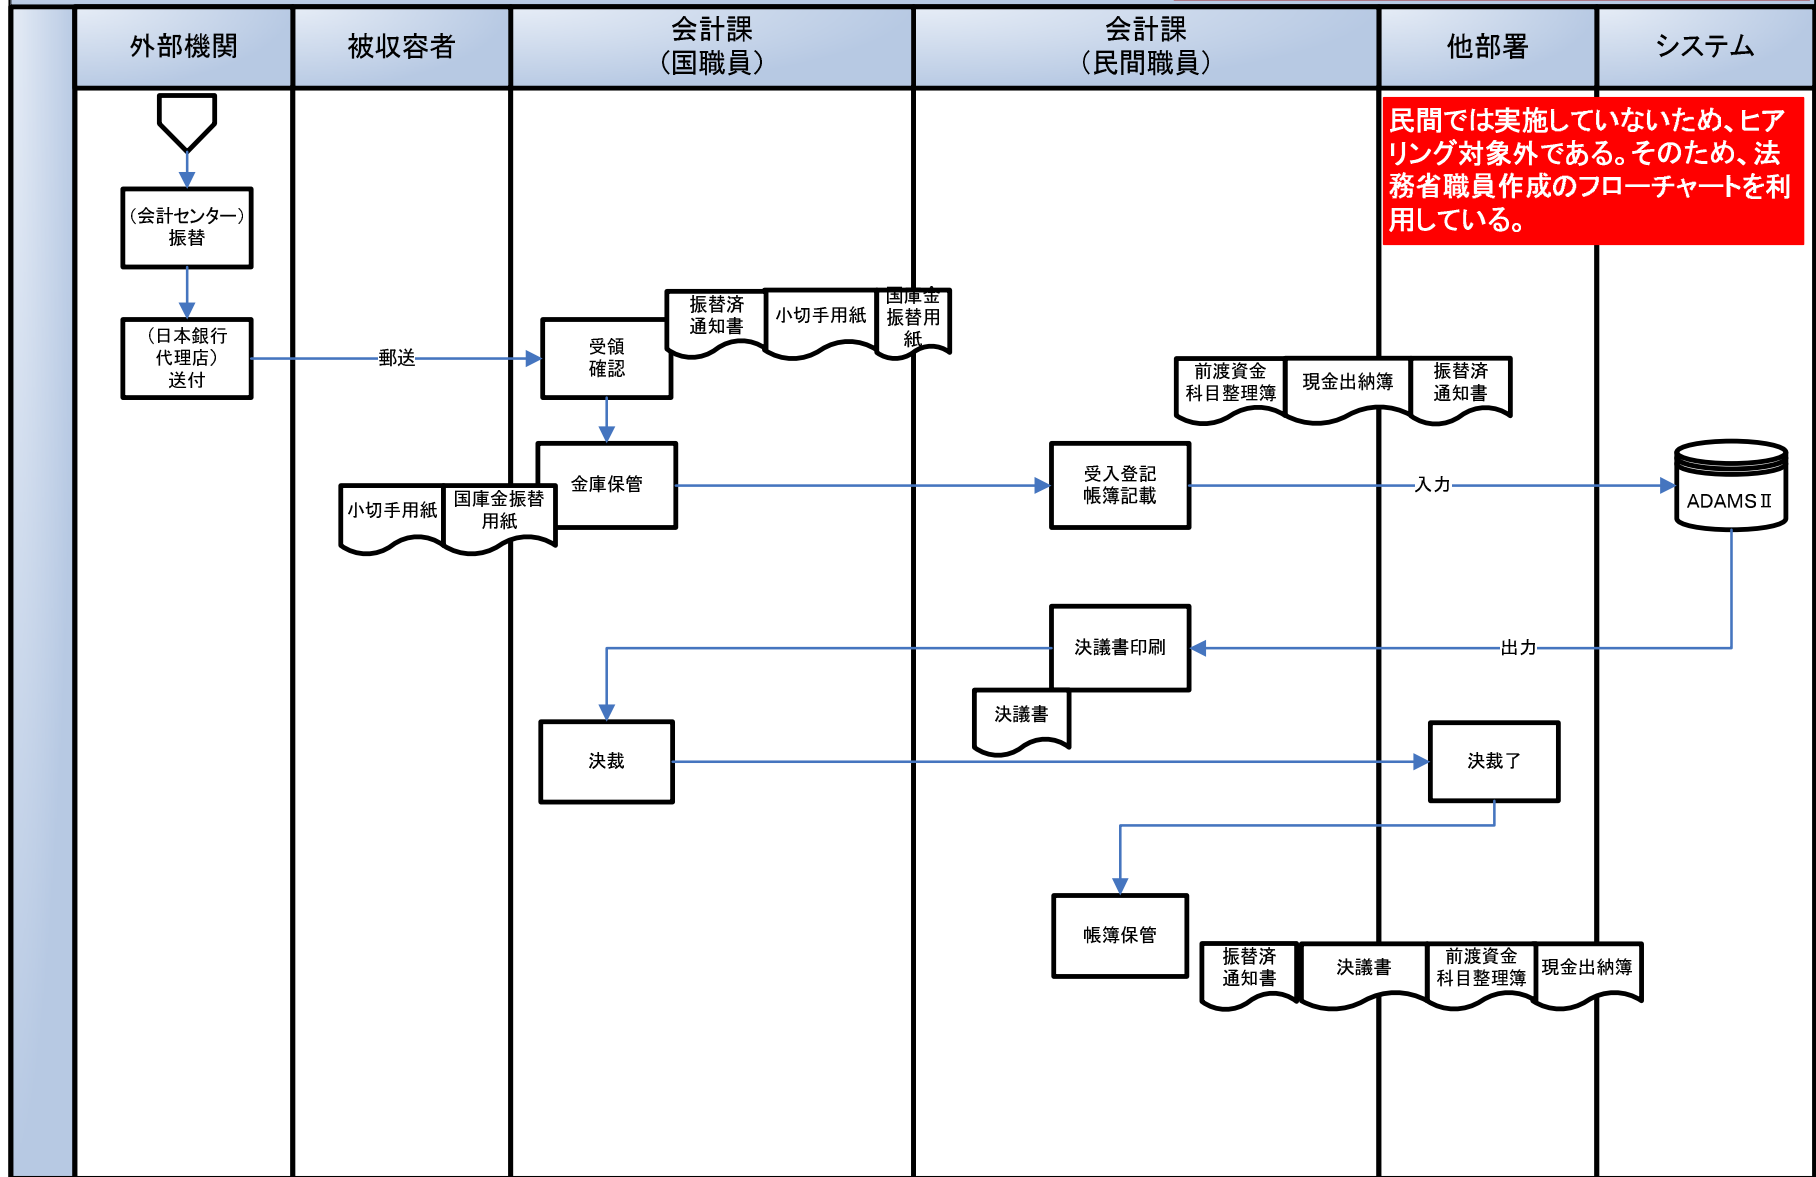 外部機関
被収容者
会計課
（国職員）
会計課
（民間職員）
他部署
システム
民間では実施していないため、ヒア
リング対象外である。そのため、法
務省職員作成のフローチャートを利
用している。
（会計センター）
振替
（日本銀行
代理店）
送付
郵送
受領
確認
振替済
通知書
小切手用紙
国庫金
振替用
紙
前渡資金
科目整理簿
現金出納簿
振替済
通知書
金庫保管
小切手用紙
国庫金振替
用紙
受入登記
帳簿記載
入力
ADAMSⅡ
決議書印刷
出力
決議書
決裁
決裁了
帳簿保管
振替済
通知書
決議書
前渡資金
科目整理簿
現金出納簿